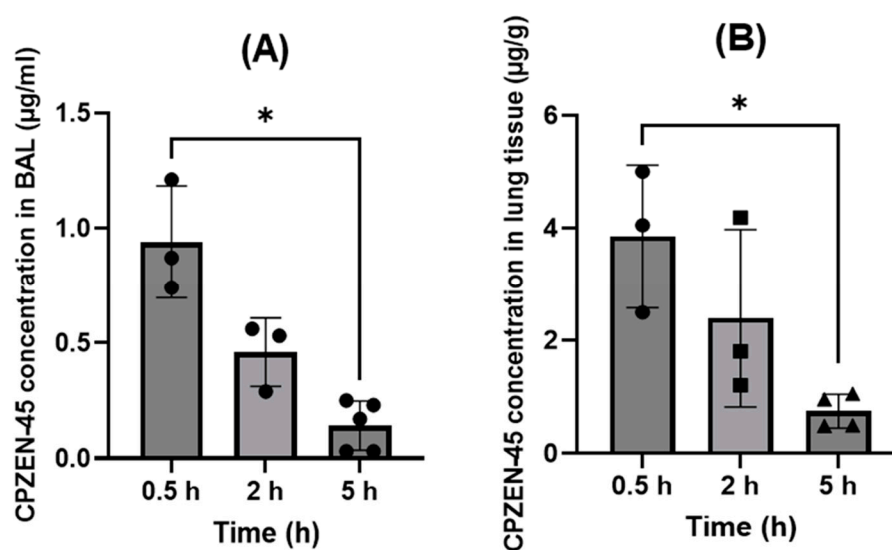 (A)
CPZEN-45 concentration in BAL (µg/ml)
1.5
1.0
0.5
0.0
*
0.5 h 2 h 5 h
Time (h)
(B)
CPZEN-45 concentration in lung tissue (µg/g)
6
4
2
0
*
0.5 h 2 h 5 h
Time (h)